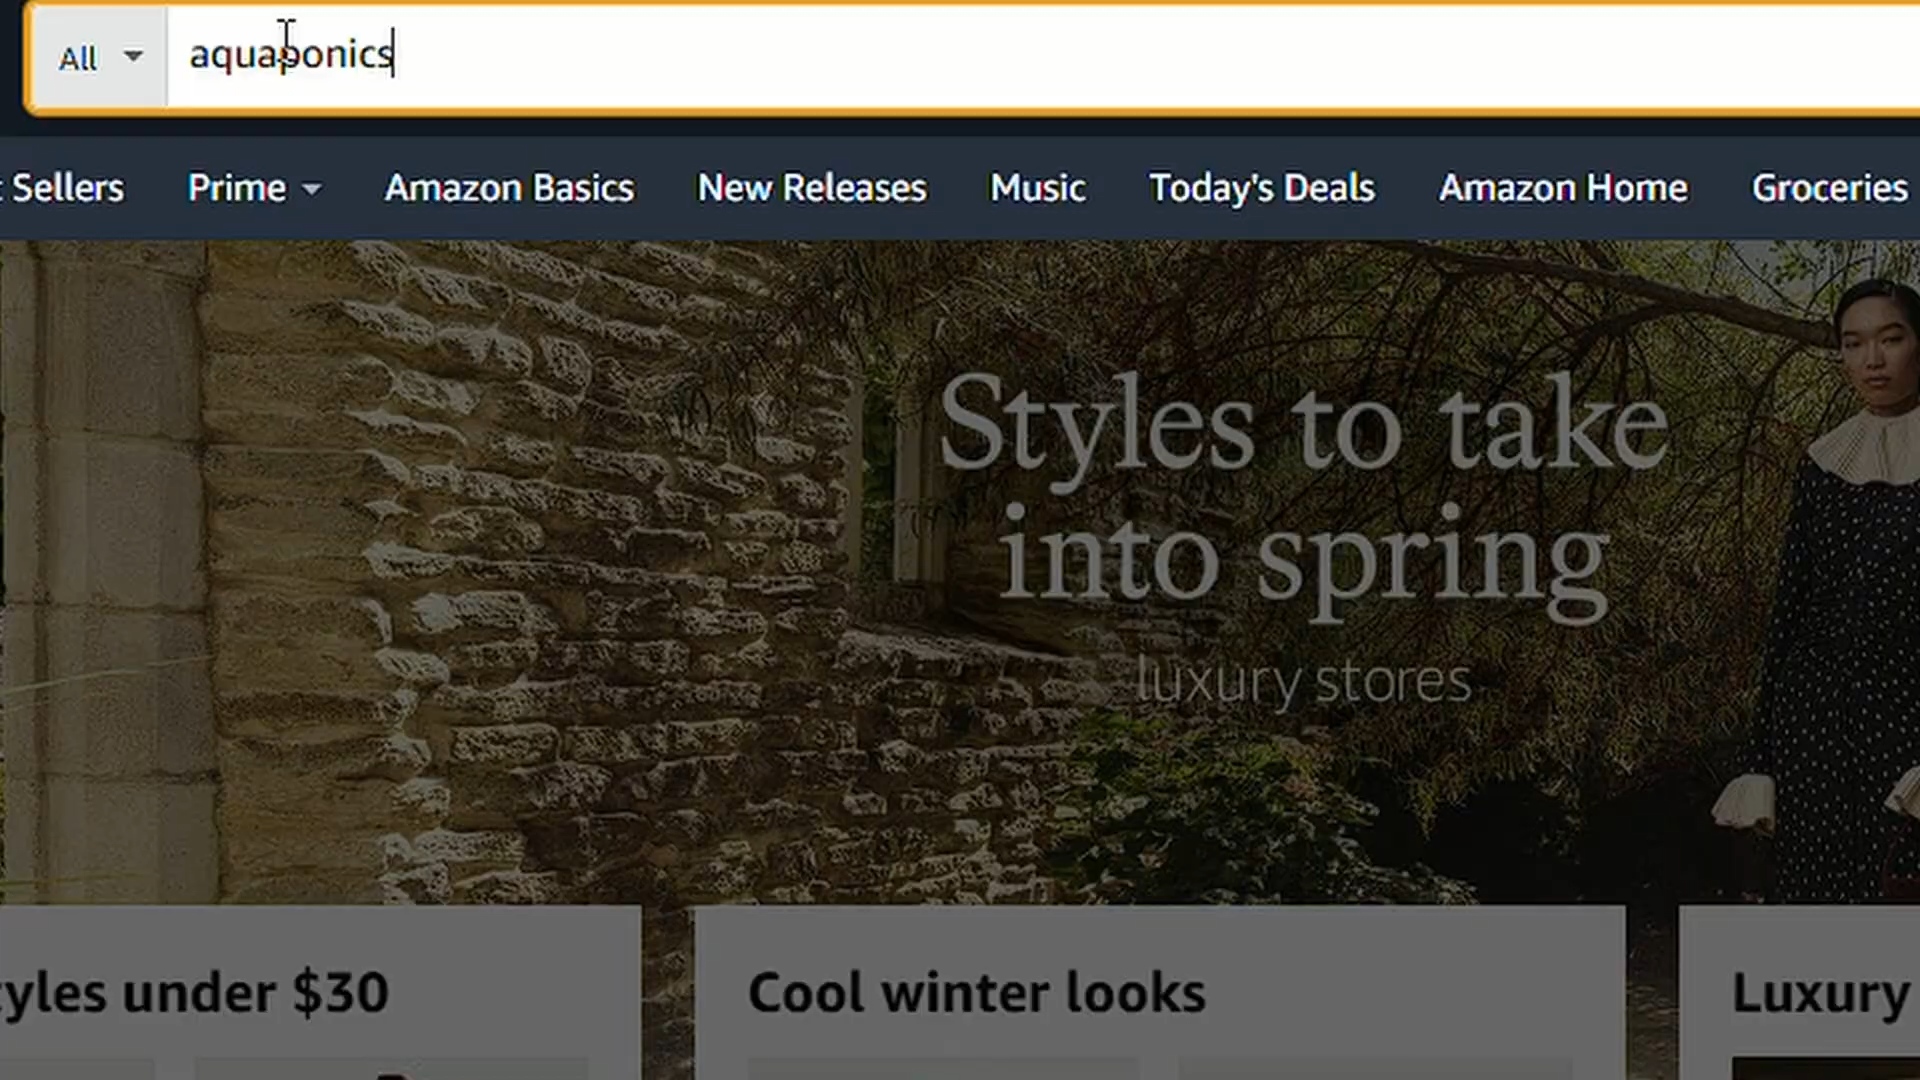 All aquaponics
Sellers Prime Amazon Basics New Releases Music Today's Deals Amazon Home Groceries
Styles to take
into spring
luxury stores
tyles under $30
Cool winter looks
Luxury